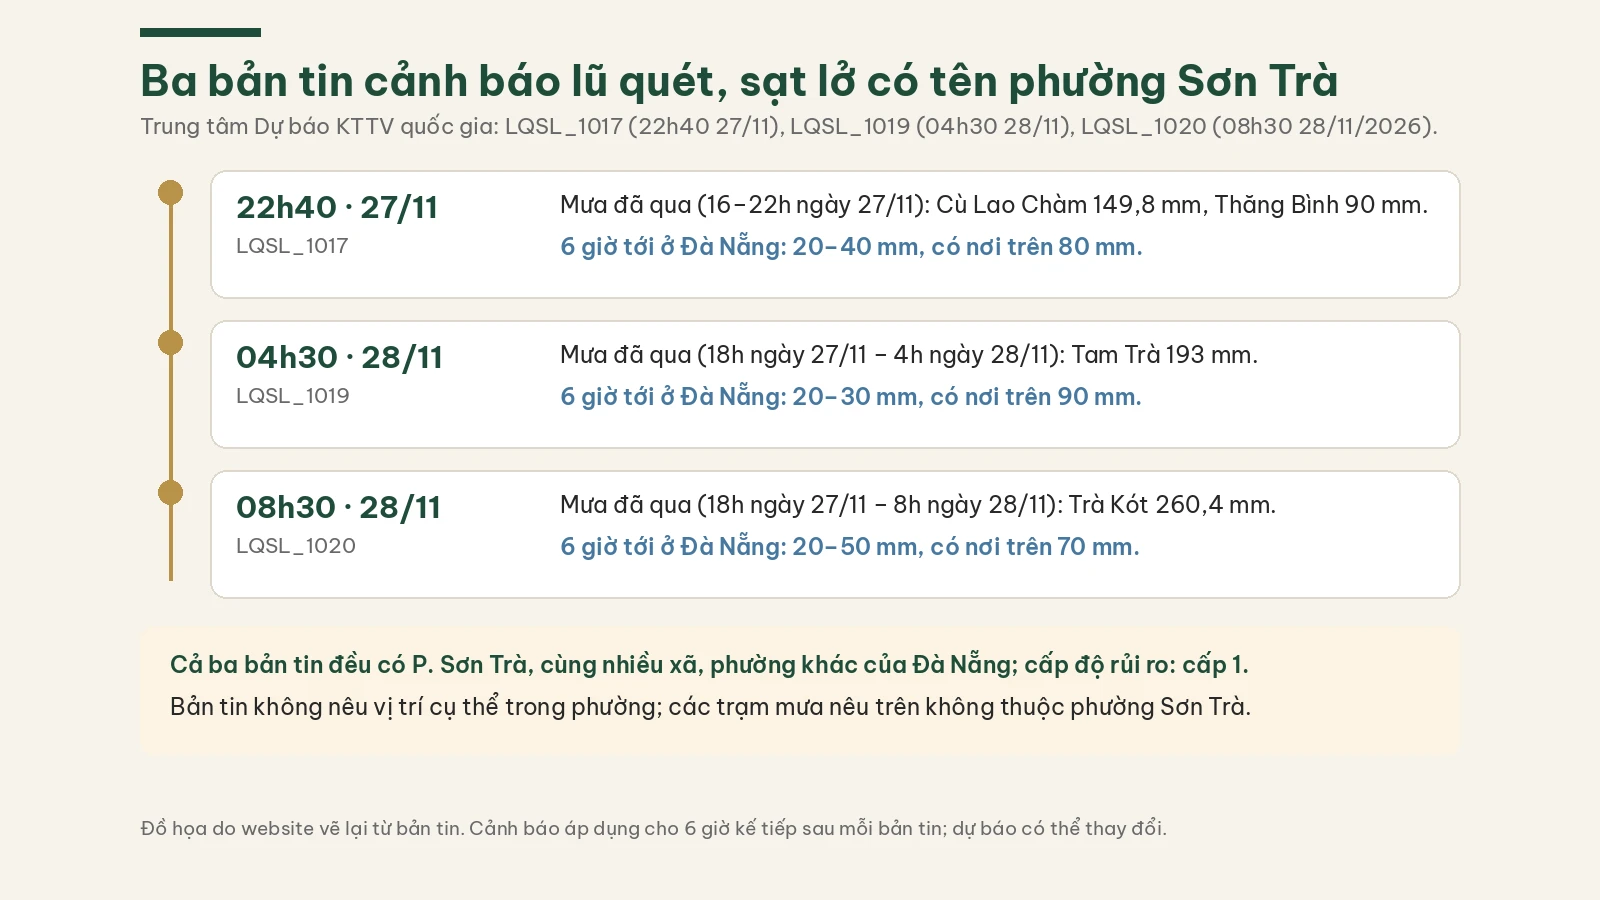 Ba bản tin cảnh báo lũ quét, sạt lở có tên phường Sơn Trà
Trung tâm Dự báo KTTV quốc gia: LQSL_1017 (22h40 27/11), LQSL_1019 (04h30 28/11), LQSL_1020 (08h30 28/11/2026).
22h40 · 27/11
LQSL_1017
Mưa đã qua (16–22h ngày 27/11): Cù Lao Chàm 149,8 mm, Thăng Bình 90 mm.
6 giờ tới ở Đà Nẵng: 20–40 mm, có nơi trên 80 mm.
04h30 · 28/11
LQSL_1019
Mưa đã qua (18h ngày 27/11 – 4h ngày 28/11): Tam Trà 193 mm.
6 giờ tới ở Đà Nẵng: 20–30 mm, có nơi trên 90 mm.
08h30 · 28/11
LQSL_1020
Mưa đã qua (18h ngày 27/11 – 8h ngày 28/11): Trà Kót 260,4 mm.
6 giờ tới ở Đà Nẵng: 20–50 mm, có nơi trên 70 mm.
Cả ba bản tin đều có P. Sơn Trà, cùng nhiều xã, phường khác của Đà Nẵng; cấp độ rủi ro: cấp 1.
Bản tin không nêu vị trí cụ thể trong phường; các trạm mưa nêu trên không thuộc phường Sơn Trà.
Đồ họa do website vẽ lại từ bản tin. Cảnh báo áp dụng cho 6 giờ kế tiếp sau mỗi bản tin; dự báo có thể thay đổi.